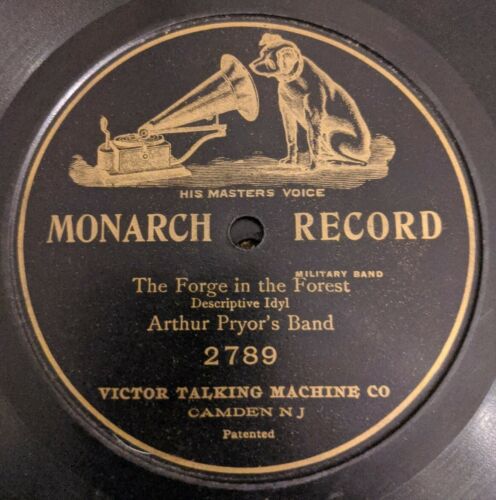 HIS MASTERS VOICE
MONARCH RECORD
MILITARY BAND
The Forge in the Forest
Descriptive Idyl
Arthur Pryor's Band
2789
VICTOR TALKING MACHINE CO
CAMDEN N J
Patented